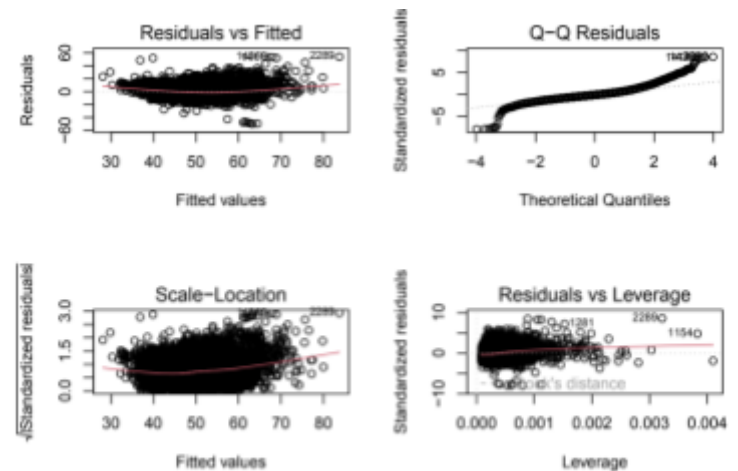 Residuals vs Fitted
Residuals
60
0
-60
2289
30 40 50 60 70 80
Fitted values
Q-Q Residuals
Standardized residuals
5
-5
-4 -2 0 2 4
Theoretical Quantiles
Scale-Location
√|Standardized residuals|
3.0
1.5
0.0
2289
30 40 50 60 70 80
Fitted values
Residuals vs Leverage
Standardized residuals
10
0
-10
1281
2289
1154
distance
0.000 0.001 0.002 0.003 0.004
Leverage